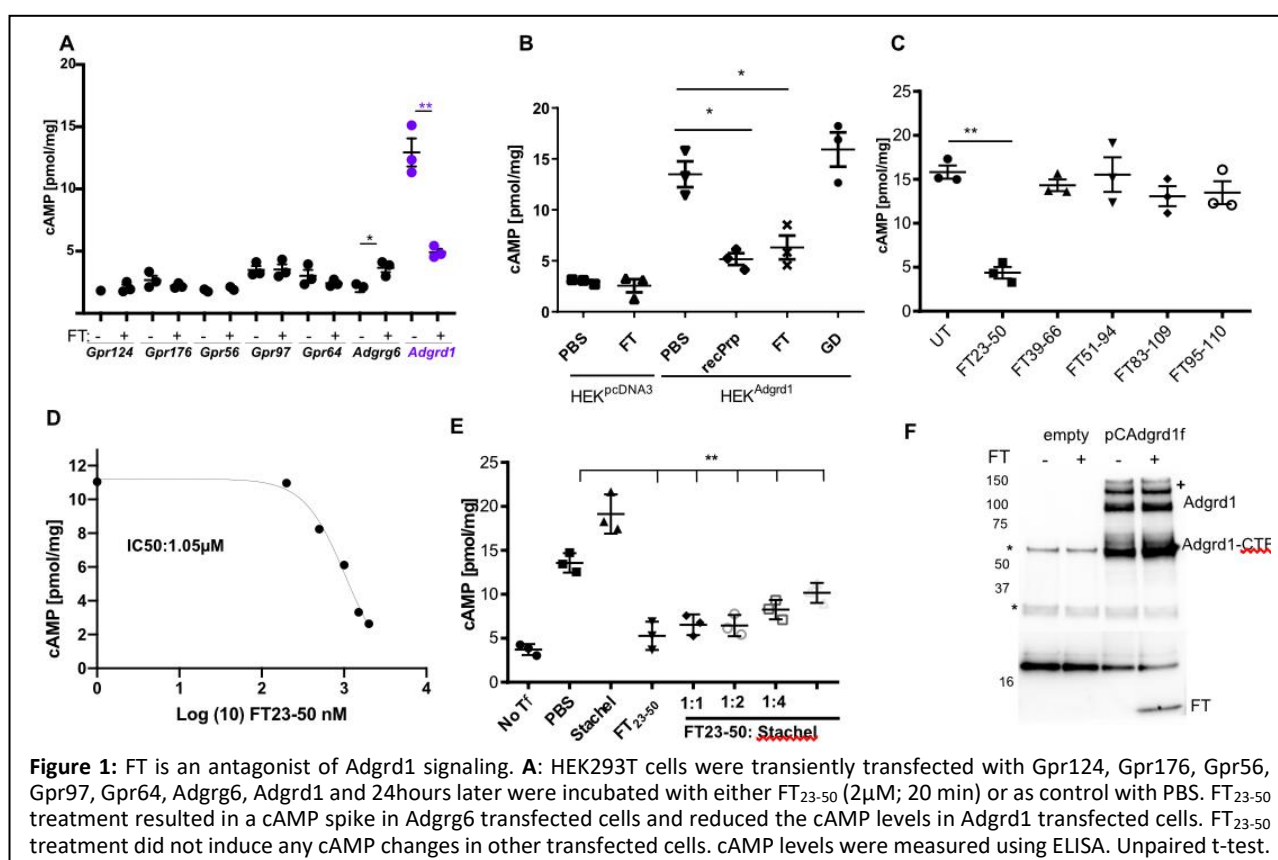 A
cAMP [pmol/mg]
20
15
10
5
**
*
FT: - + - + - + - + - + - + - +
Gpr124 Gpr176 Gpr56 Gpr97 Gpr64 Adgrg6 Adgrd1
B
cAMP [pmol/mg]
20
15
10
5
0
*
*
PBS FT PBS recPrp FT GD
HEKpcDNA3 HEKAdgrd1
C
cAMP [pmol/mg]
25
20
15
10
5
0
**
UT FT23-50 FT39-66 FT51-94 FT83-109 FT95-110
D
cAMP [pmol/mg]
12
10
8
6
4
2
0
IC50:1.05µM
0 1 2 3 4
Log (10) FT23-50 nM
E
cAMP [pmol/mg]
25
20
15
10
5
0
**
No Tf PBS Stachel FT23-50 1:1 1:2 1:4
FT23-50: Stachel
F
empty pCAdgrd1f
FT - + - +
150
100
75
50
37
16
+
Adgrd1
Adgrd1-CTF
*
*
FT
Figure 1: FT is an antagonist of Adgrd1 signaling. A: HEK293T cells were transiently transfected with Gpr124, Gpr176, Gpr56,
Gpr97, Gpr64, Adgrg6, Adgrd1 and 24hours later were incubated with either FT23-50 (2µM; 20 min) or as control with PBS. FT23-50
treatment resulted in a cAMP spike in Adgrg6 transfected cells and reduced the cAMP levels in Adgrd1 transfected cells. FT23-50
treatment did not induce any cAMP changes in other transfected cells. cAMP levels were measured using ELISA. Unpaired t-test.